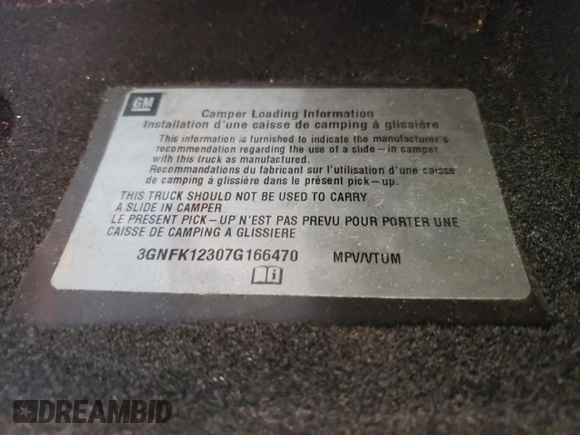 GM
Camper Loading Information
Installation d'une caisse de camping à glissière
This information is furnished to indicate the manufacturer's
recommendation regarding the use of a slide-in camper
with this truck as manufactured.
Recommandations du fabricant sur l'utilisation d'une caisse
de camping à glissière dans le présent pick-up.
THIS TRUCK SHOULD NOT BE USED TO CARRY
A SLIDE IN CAMPER
LE PRESENT PICK-UP N'EST PAS PREVU POUR PORTER UNE
CAISSE DE CAMPING A GLISSIERE
3GNFK12307G166470 MPV/VTUM
i
DREAMBID